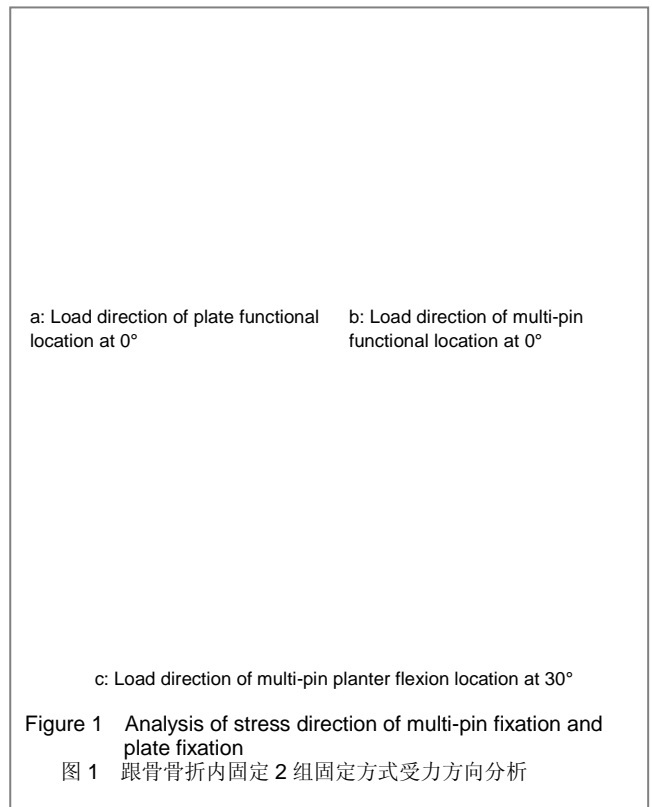 a: Load direction of plate functional
location at 0°
b: Load direction of multi-pin
functional location at 0°
c: Load direction of multi-pin planter flexion location at 30°
Figure 1 Analysis of stress direction of multi-pin fixation and
plate fixation
图 1 跟骨骨折内固定 2 组固定方式受力方向分析